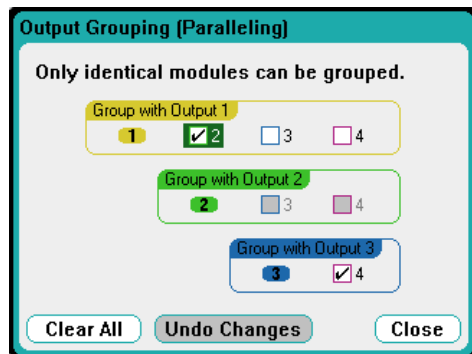 Output Grouping (Paralleling)
Only identical modules can be grouped.
Group with Output 1
1 2 3 4
Group with Output 2
2 3 4
Group with Output 3
3 4
Clear All Undo Changes Close